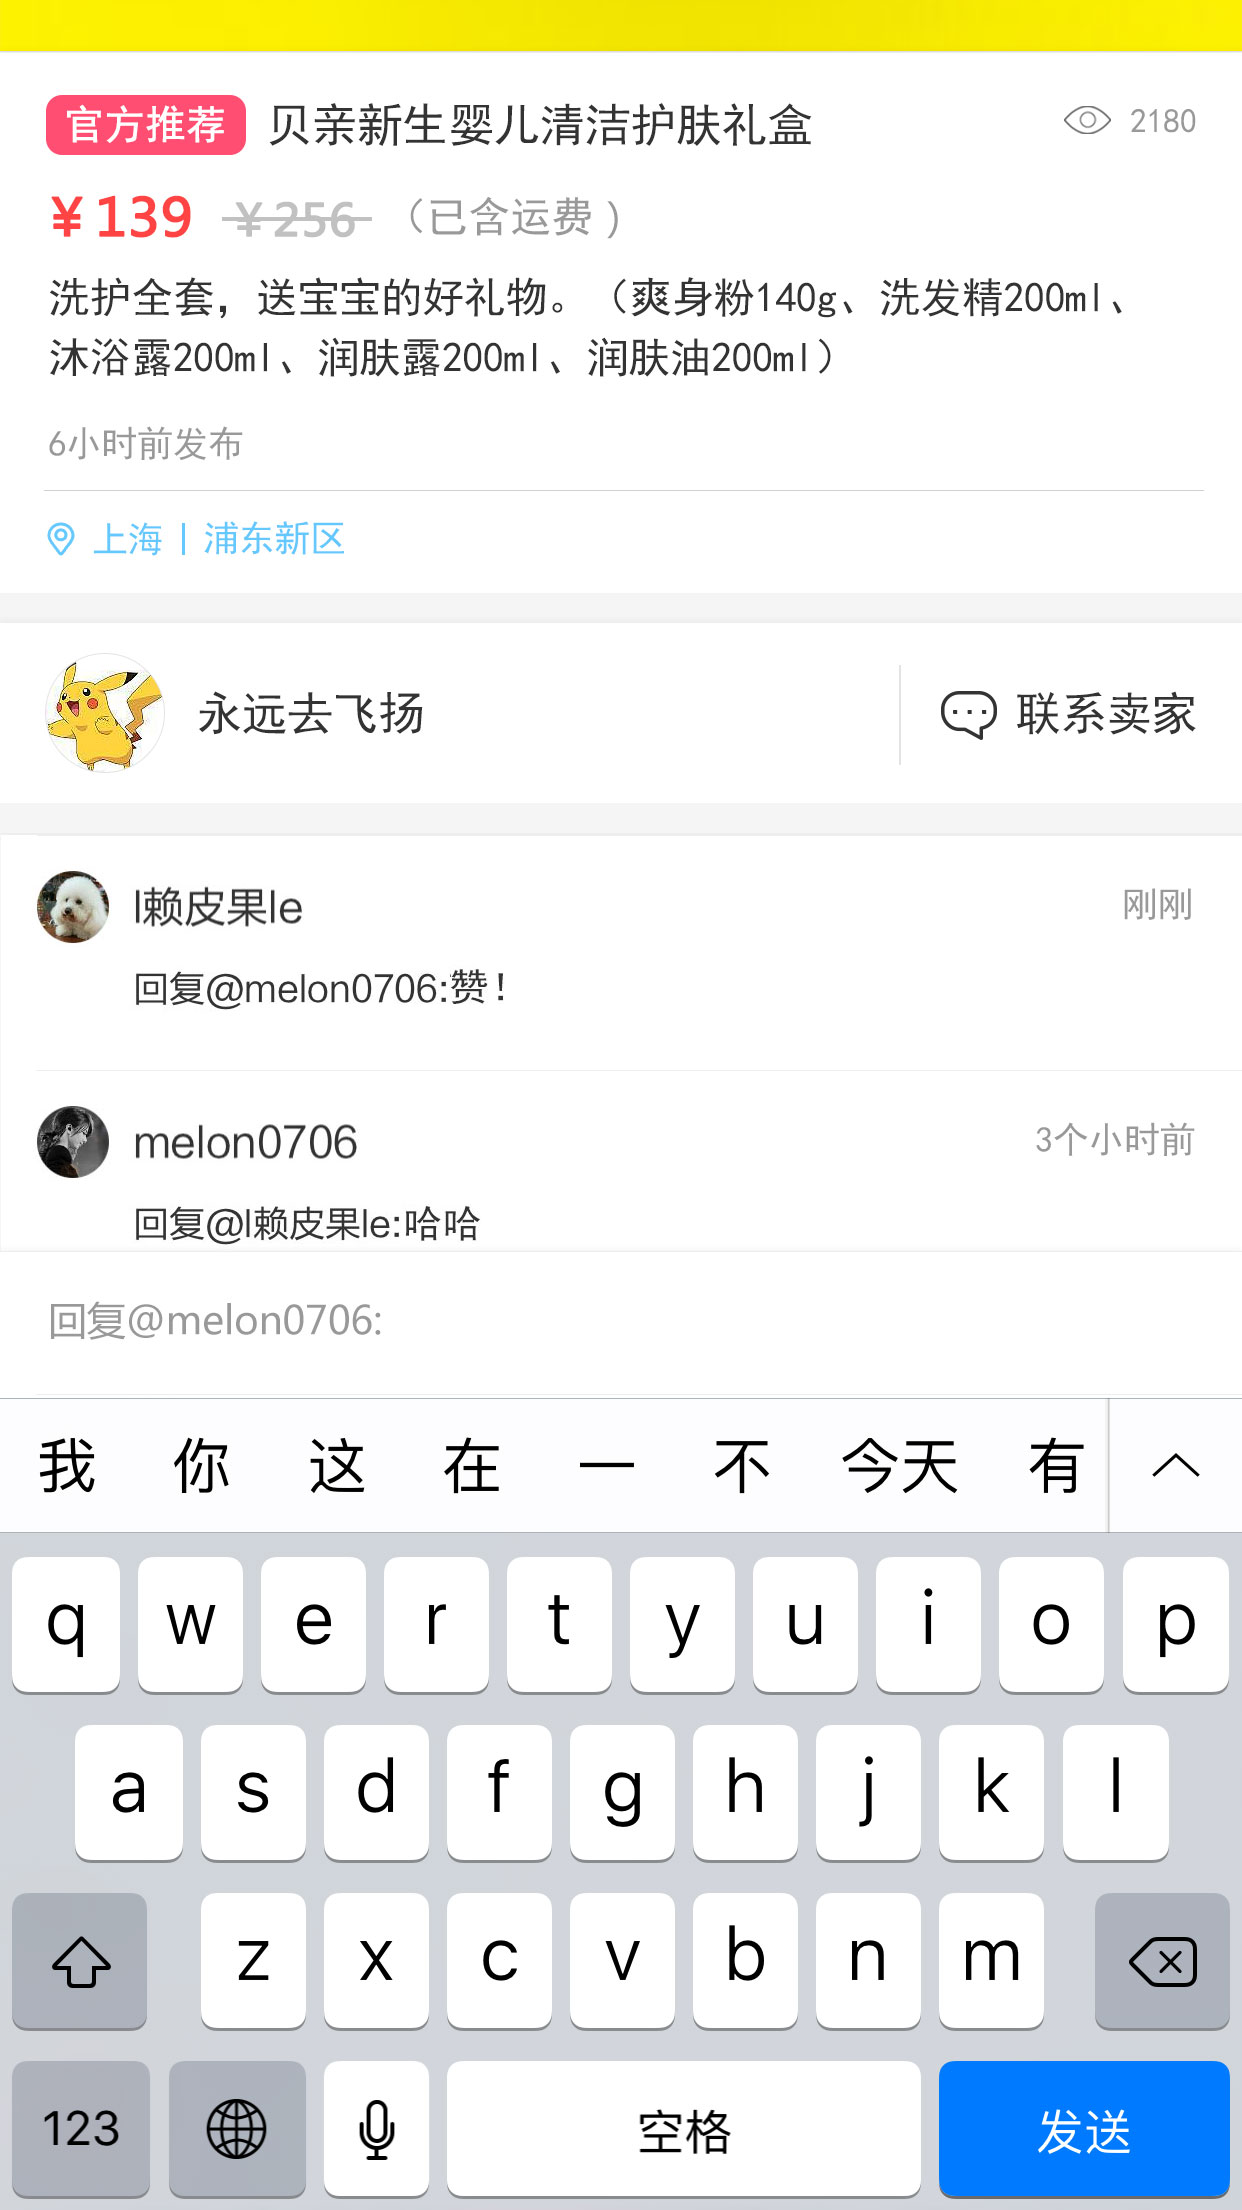 官方推荐 贝亲新生婴儿清洁护肤礼盒 2180
¥139 ¥256 （已含运费）
洗护全套，送宝宝的好礼物。（爽身粉140g、洗发精200ml、
沐浴露200ml、润肤露200ml、润肤油200ml）
6小时前发布
上海 | 浦东新区
永远去飞扬 联系卖家
l赖皮果le 刚刚
回复@melon0706:赞！
melon0706 3个小时前
回复@l赖皮果le:哈哈
回复@melon0706:
我 你 这 在 一 不 今天 有
q w e r t y u i o p
a s d f g h j k l
z x c v b n m
123 空格 发送